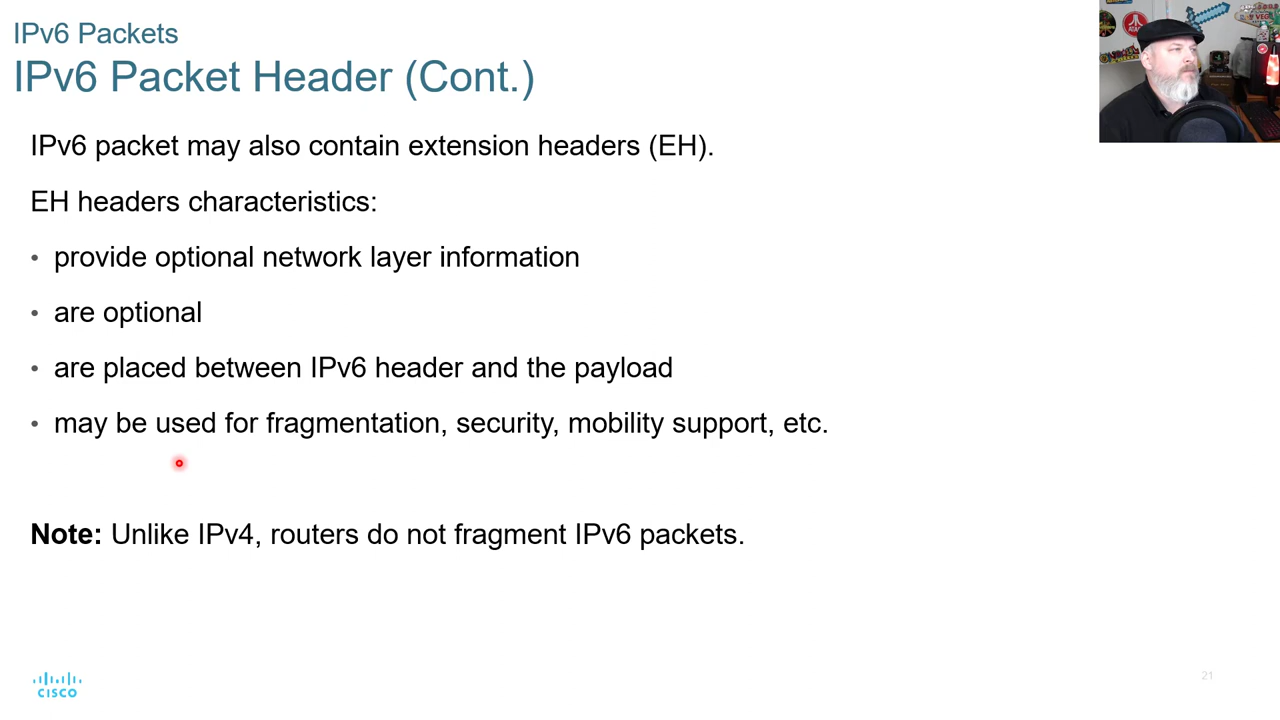 IPv6 Packets
IPv6 Packet Header (Cont.)
IPv6 packet may also contain extension headers (EH).
EH headers characteristics:
• provide optional network layer information
• are optional
• are placed between IPv6 header and the payload
• may be used for fragmentation, security, mobility support, etc.
Note: Unlike IPv4, routers do not fragment IPv6 packets.
CISCO
21
ATARI